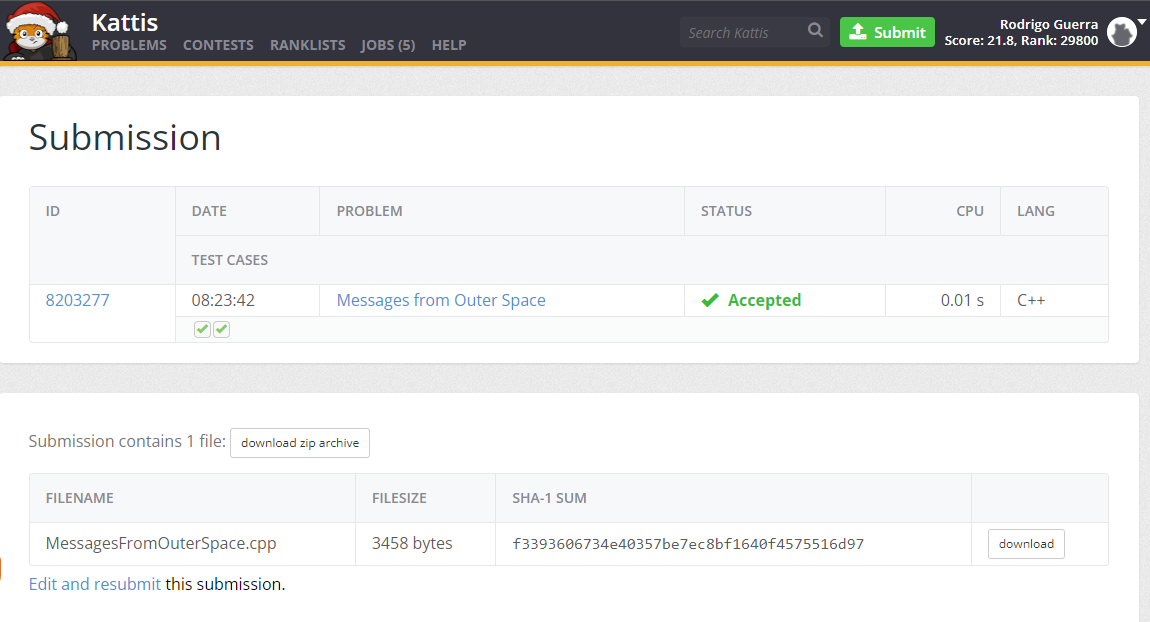 Kattis
PROBLEMS CONTESTS RANKLISTS JOBS (5) HELP
Search Kattis
Submit
Rodrigo Guerra
Score: 21.8, Rank: 29800
Submission
ID DATE PROBLEM STATUS CPU LANG
TEST CASES
8203277 08:23:42 Messages from Outer Space Accepted 0.01 s C++
Submission contains 1 file: download zip archive
FILENAME FILESIZE SHA-1 SUM
MessagesFromOuterSpace.cpp 3458 bytes f3393606734e40357be7ec8bf1640f4575516d97 download
Edit and resubmit this submission.